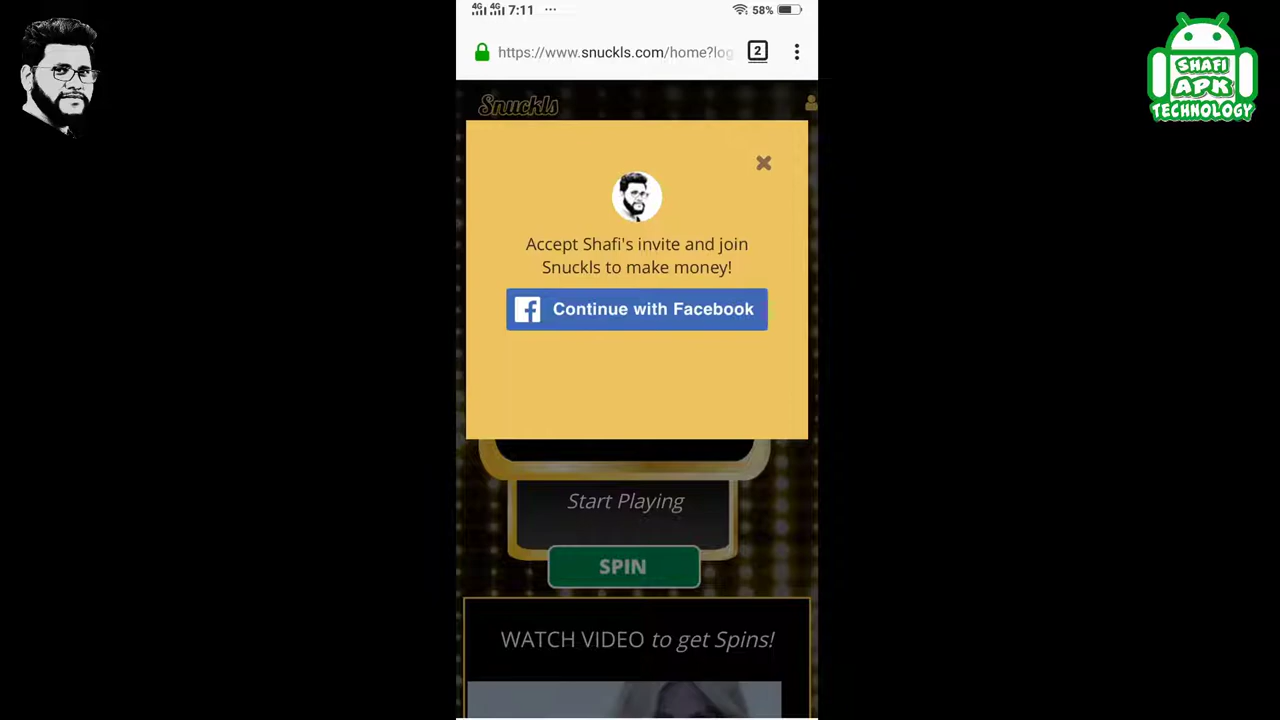 4G 4G 7:11 ...
58%
https://www.snuckls.com/home?log
2
SHAFI
APK
TECHNOLOGY
Snuckls
Accept Shafi's invite and join
Snuckls to make money!
Continue with Facebook
Start Playing
SPIN
WATCH VIDEO to get Spins!